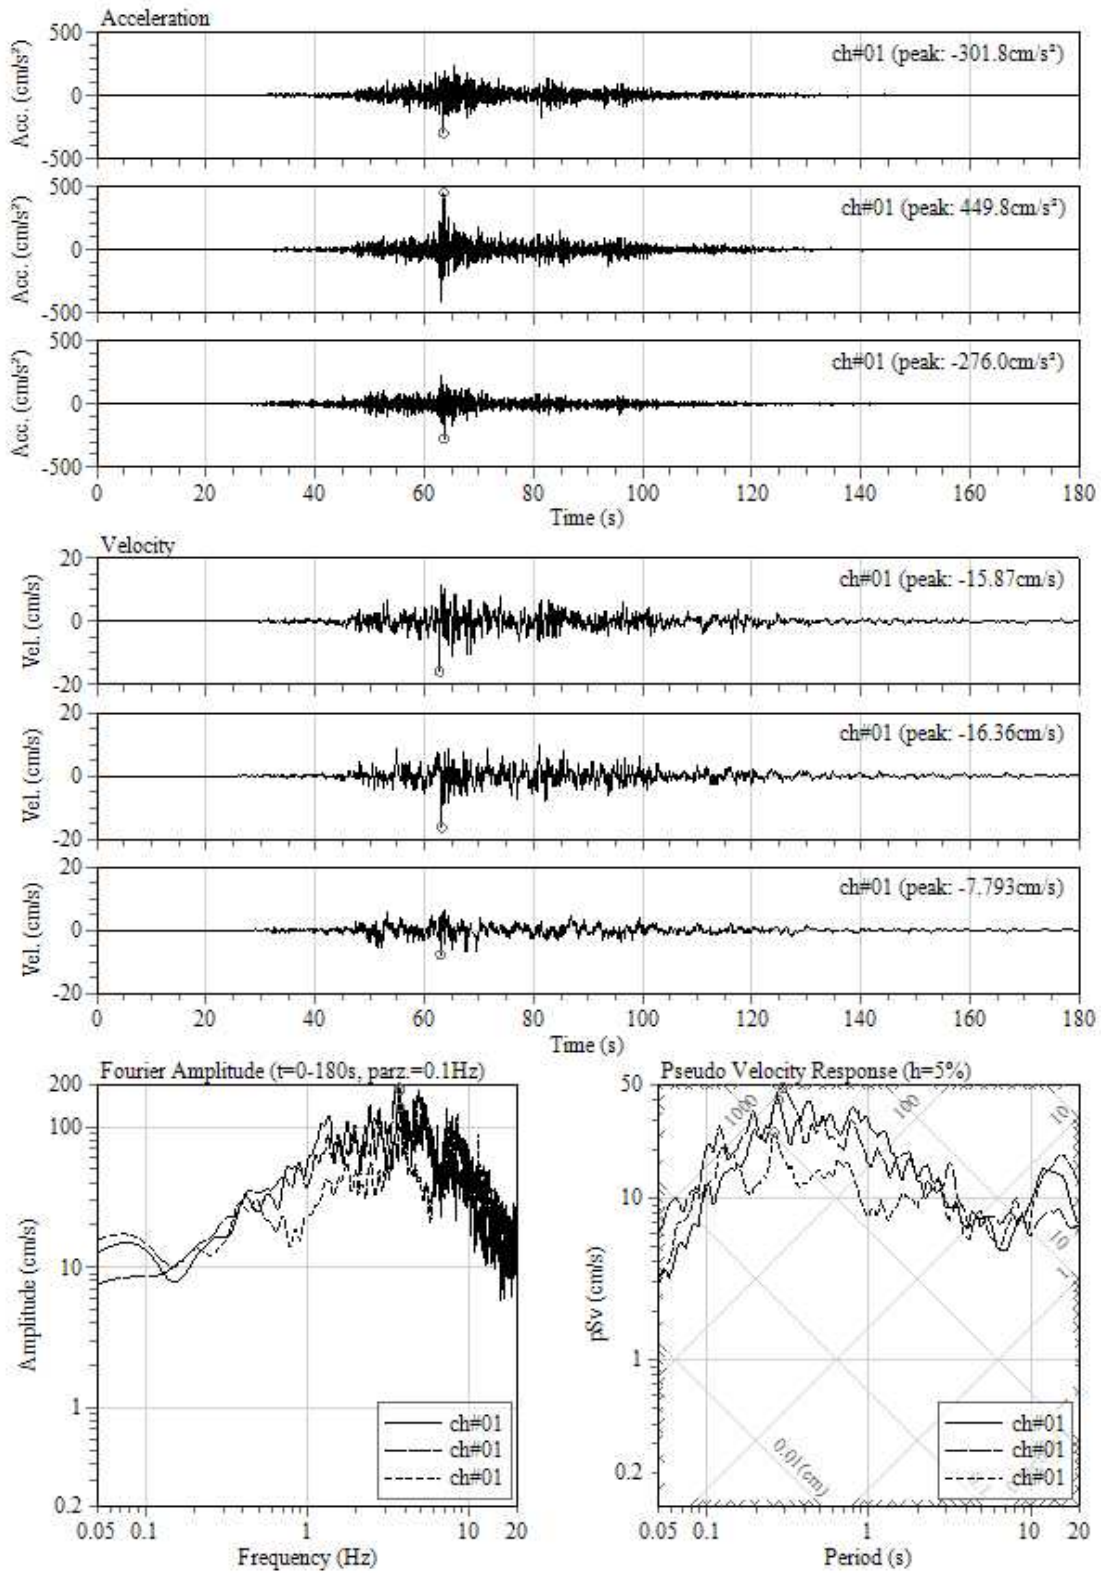 Acceleration
500
0
-500
Acc. (cm/s²)
ch#01 (peak: -301.8cm/s²)
500
0
-500
Acc. (cm/s²)
ch#01 (peak: 449.8cm/s²)
500
0
-500
Acc. (cm/s²)
ch#01 (peak: -276.0cm/s²)
0 20 40 60 80 100 120 140 160 180
Time (s)
Velocity
20
0
-20
Vel. (cm/s)
ch#01 (peak: -15.87cm/s)
20
0
-20
Vel. (cm/s)
ch#01 (peak: -16.36cm/s)
20
0
-20
Vel. (cm/s)
ch#01 (peak: -7.793cm/s)
0 20 40 60 80 100 120 140 160 180
Time (s)
Fourier Amplitude (t=0-180s, parz.=0.1Hz)
200
100
10
1
0.2
Amplitude (cm/s)
ch#01
ch#01
ch#01
0.05 0.1 1 10 20
Frequency (Hz)
Pseudo Velocity Response (h=5%)
50
10
1
0.2
pSv (cm/s)
1000
100
10
10
1
0.01(cm)
ch#01
ch#01
ch#01
0.05 0.1 1 10 20
Period (s)